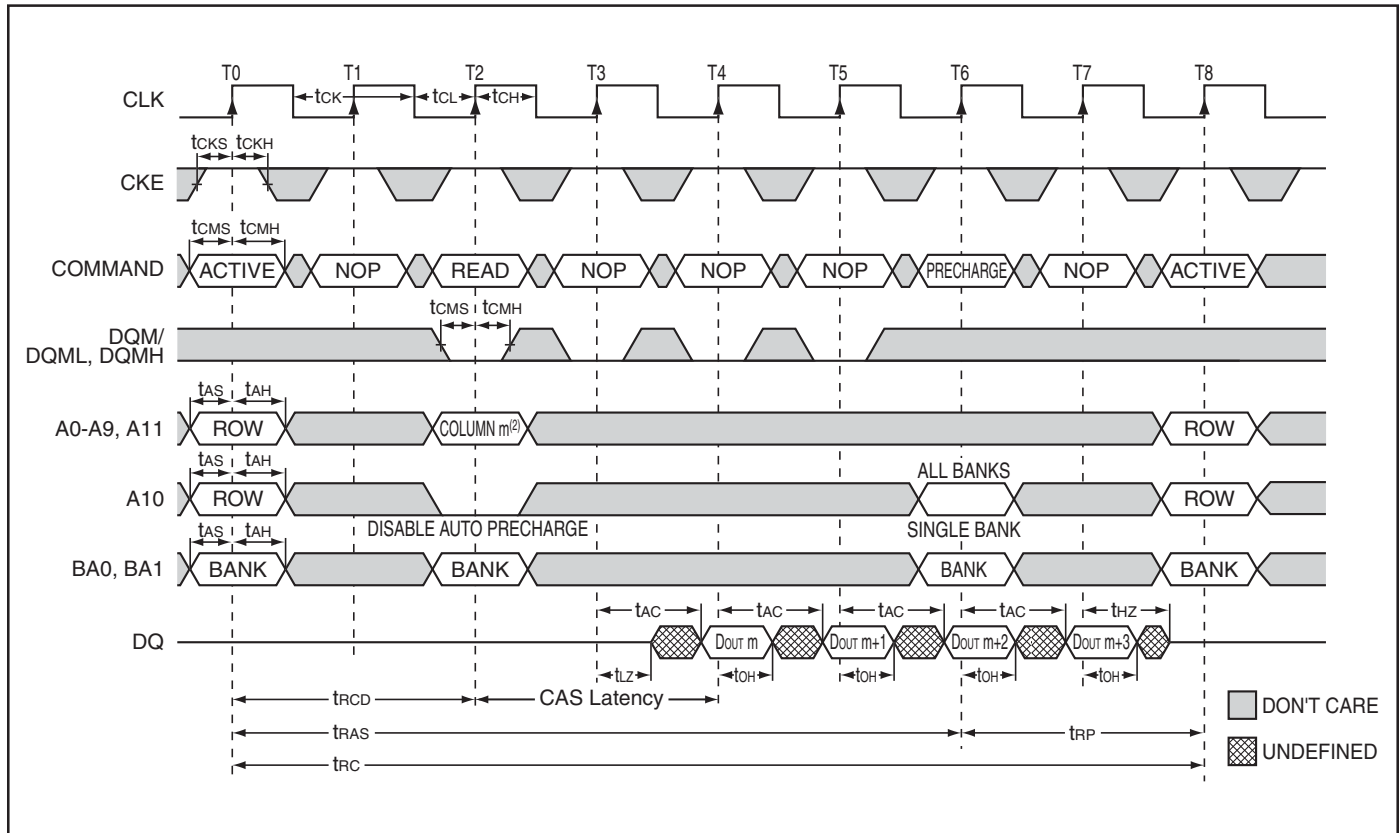 T0 T1 T2 T3 T4 T5 T6 T7 T8
CLK
tCK tCL tCH
tCKS tCKH
CKE
tCMS tCMH
COMMAND ACTIVE NOP READ NOP NOP NOP PRECHARGE NOP ACTIVE
tCMS tCMH
DQM/
DQML, DQMH
tAS tAH
A0-A9, A11 ROW COLUMN m(2) ROW
tAS tAH ALL BANKS
A10 ROW ROW
DISABLE AUTO PRECHARGE SINGLE BANK
tAS tAH
BA0, BA1 BANK BANK BANK BANK
tAC tAC tAC tAC tHZ
DQ DOUT m DOUT m+1 DOUT m+2 DOUT m+3
tLZ tOH tOH tOH tOH
tRCD CAS Latency
DON'T CARE
tRAS tRP
UNDEFINED
tRC